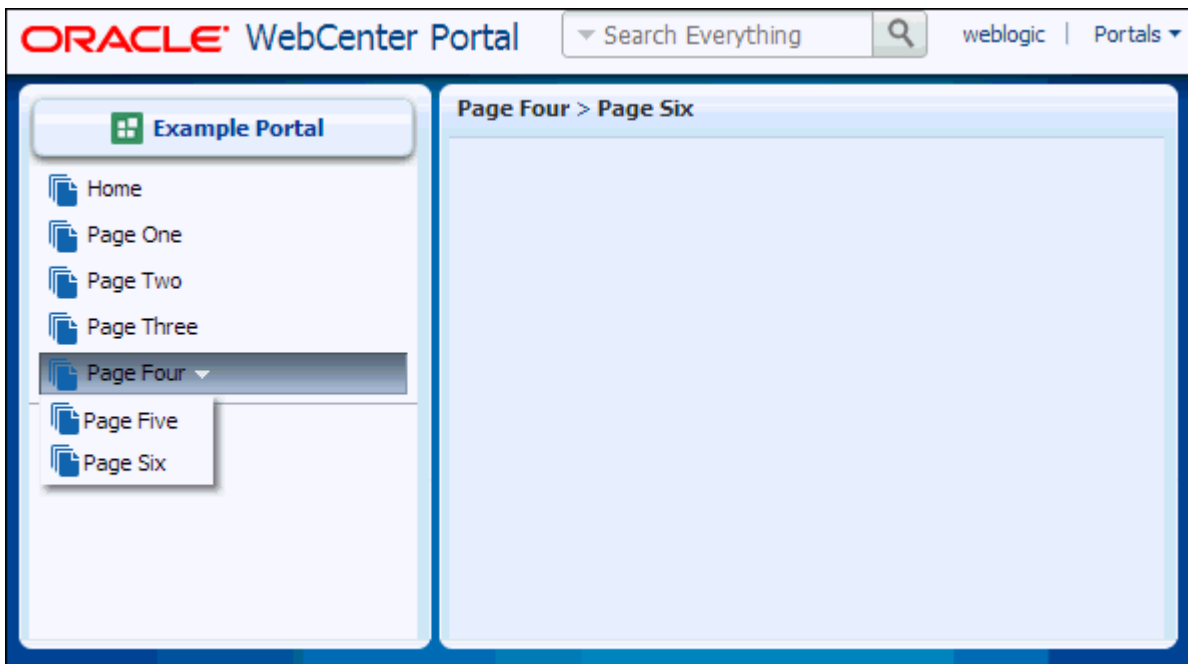 ORACLE WebCenter Portal
Search Everything
weblogic | Portals
Example Portal
Home
Page One
Page Two
Page Three
Page Four
Page Five
Page Six
Page Four > Page Six